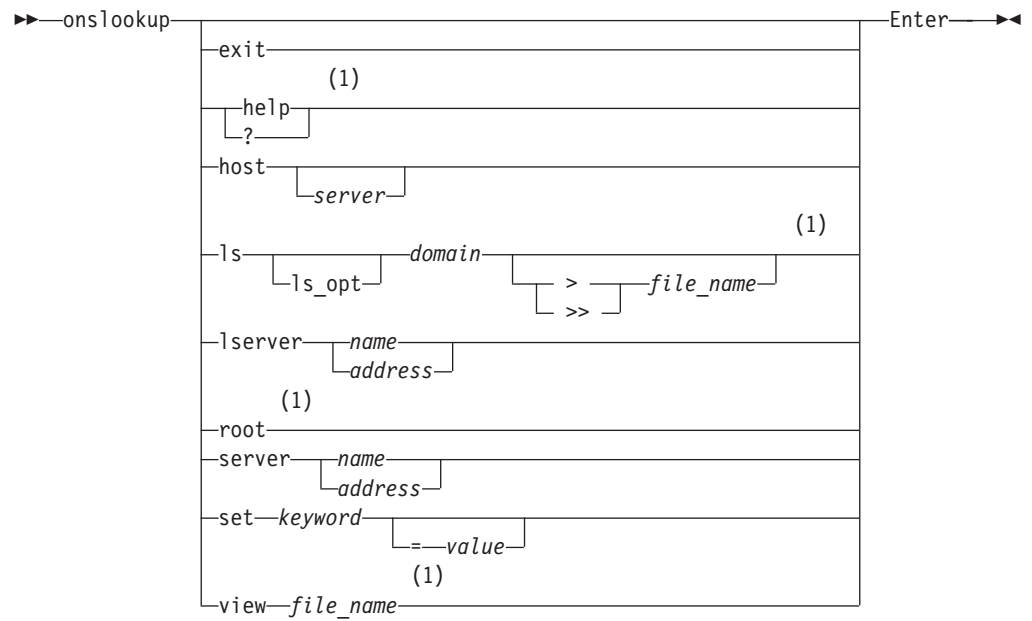 onslookup Enter
exit
(1)
help
?
host
server
(1)
ls domain
ls_opt > file_name
>>
lserver name
address
(1)
root
server name
address
set keyword
= value
(1)
view file_name